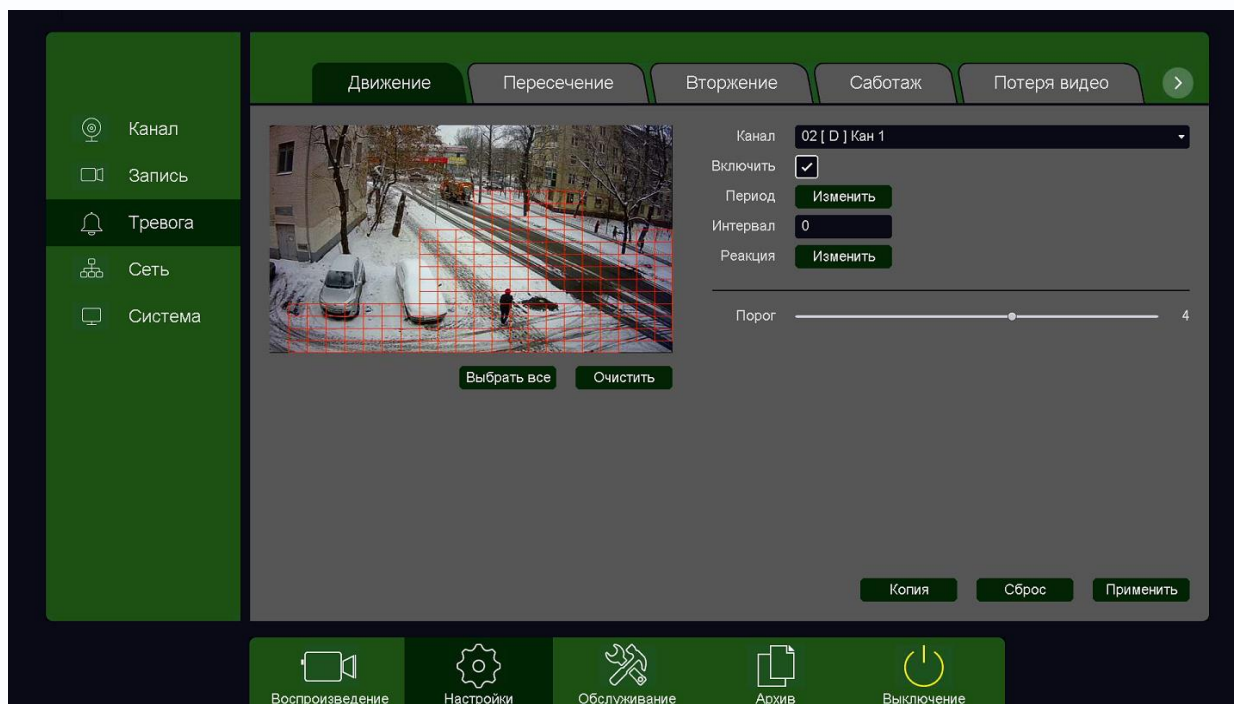 Движение
Пересечение
Вторжение
Саботаж
Потеря видео
Канал
Запись
Тревога
Сеть
Система
Канал 02 [ D ] Кан 1
Включить
Период Изменить
Интервал 0
Реакция Изменить
Порог 4
Выбрать все Очистить
Копия Сброс Применить
Воспроизведение Настройки Обслуживание Архив Выключение